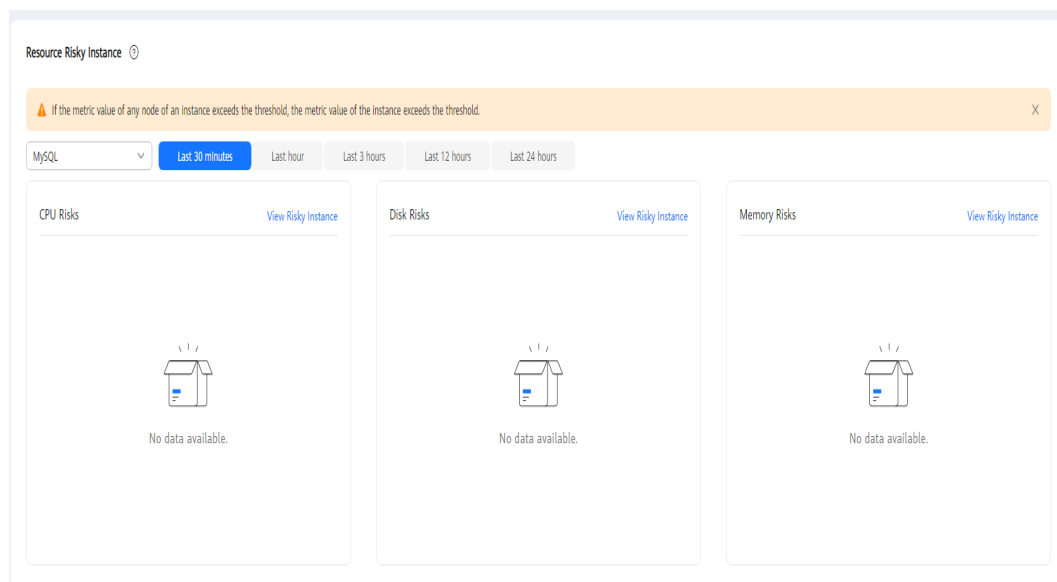 Resource Risky Instance
If the metric value of any node of an instance exceeds the threshold, the metric value of the instance exceeds the threshold.
MySQL Last 30 minutes Last hour Last 3 hours Last 12 hours Last 24 hours
CPU Risks View Risky Instance Disk Risks View Risky Instance Memory Risks View Risky Instance
No data available. No data available. No data available.